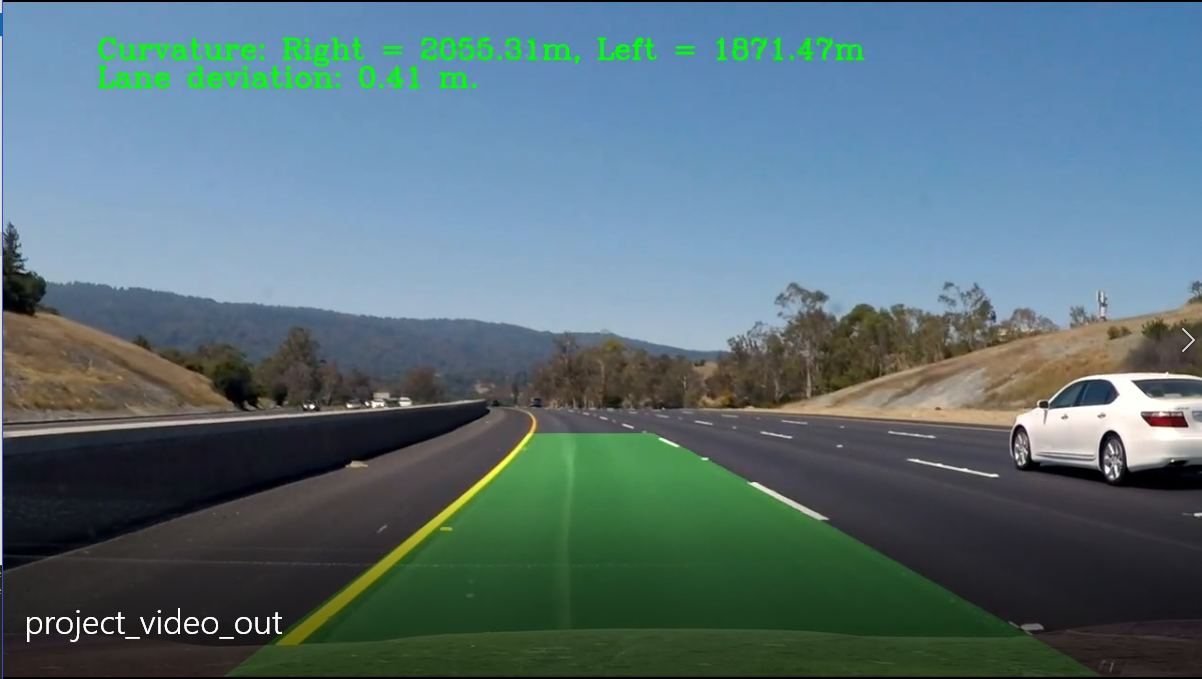 Curvature: Right = 2055.31m, Left = 1871.47m
Lane deviation: 0.41 m.
project_video_out